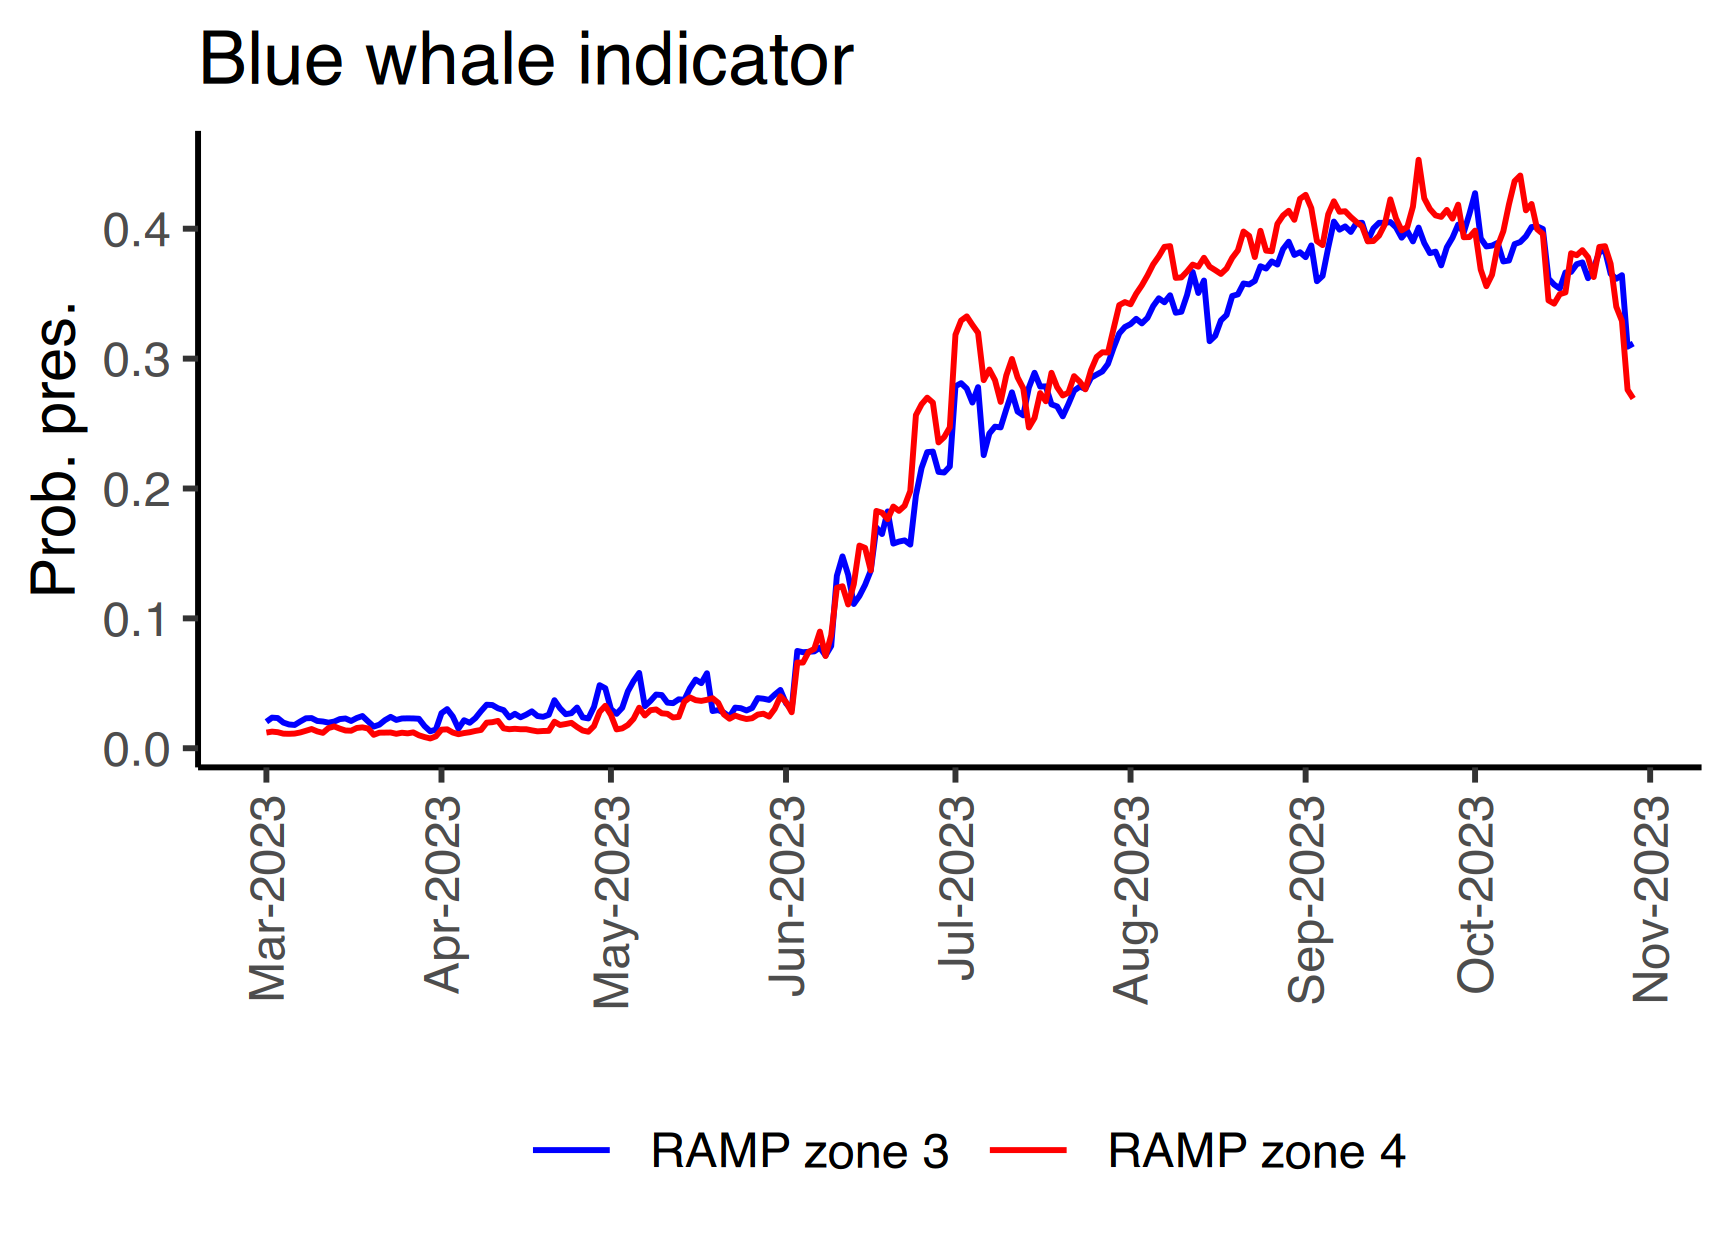 Blue whale indicator
Prob. pres.
0.4
0.3
0.2
0.1
0.0
Mar-2023
Apr-2023
May-2023
Jun-2023
Jul-2023
Aug-2023
Sep-2023
Oct-2023
Nov-2023
RAMP zone 3
RAMP zone 4